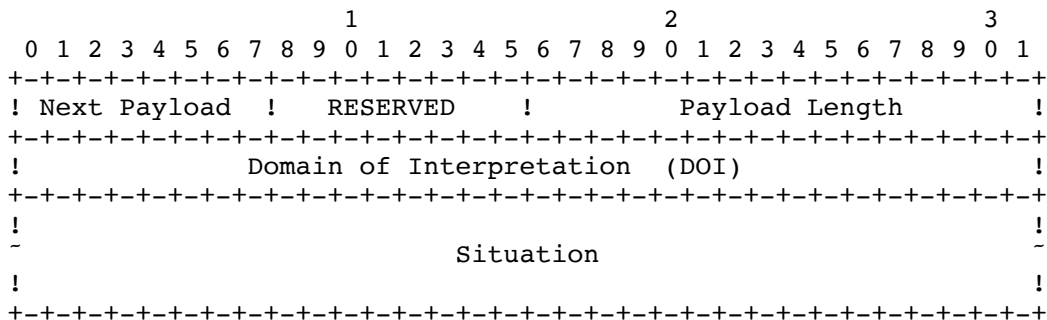 1                   2                   3
 0 1 2 3 4 5 6 7 8 9 0 1 2 3 4 5 6 7 8 9 0 1 2 3 4 5 6 7 8 9 0 1
+-+-+-+-+-+-+-+-+-+-+-+-+-+-+-+-+-+-+-+-+-+-+-+-+-+-+-+-+-+-+-+-+
! Next Payload  !   RESERVED    !         Payload Length        !
+-+-+-+-+-+-+-+-+-+-+-+-+-+-+-+-+-+-+-+-+-+-+-+-+-+-+-+-+-+-+-+-+
!              Domain of Interpretation  (DOI)                  !
+-+-+-+-+-+-+-+-+-+-+-+-+-+-+-+-+-+-+-+-+-+-+-+-+-+-+-+-+-+-+-+-+
!                                                               !
~                           Situation                           ~
!                                                               !
+-+-+-+-+-+-+-+-+-+-+-+-+-+-+-+-+-+-+-+-+-+-+-+-+-+-+-+-+-+-+-+-+